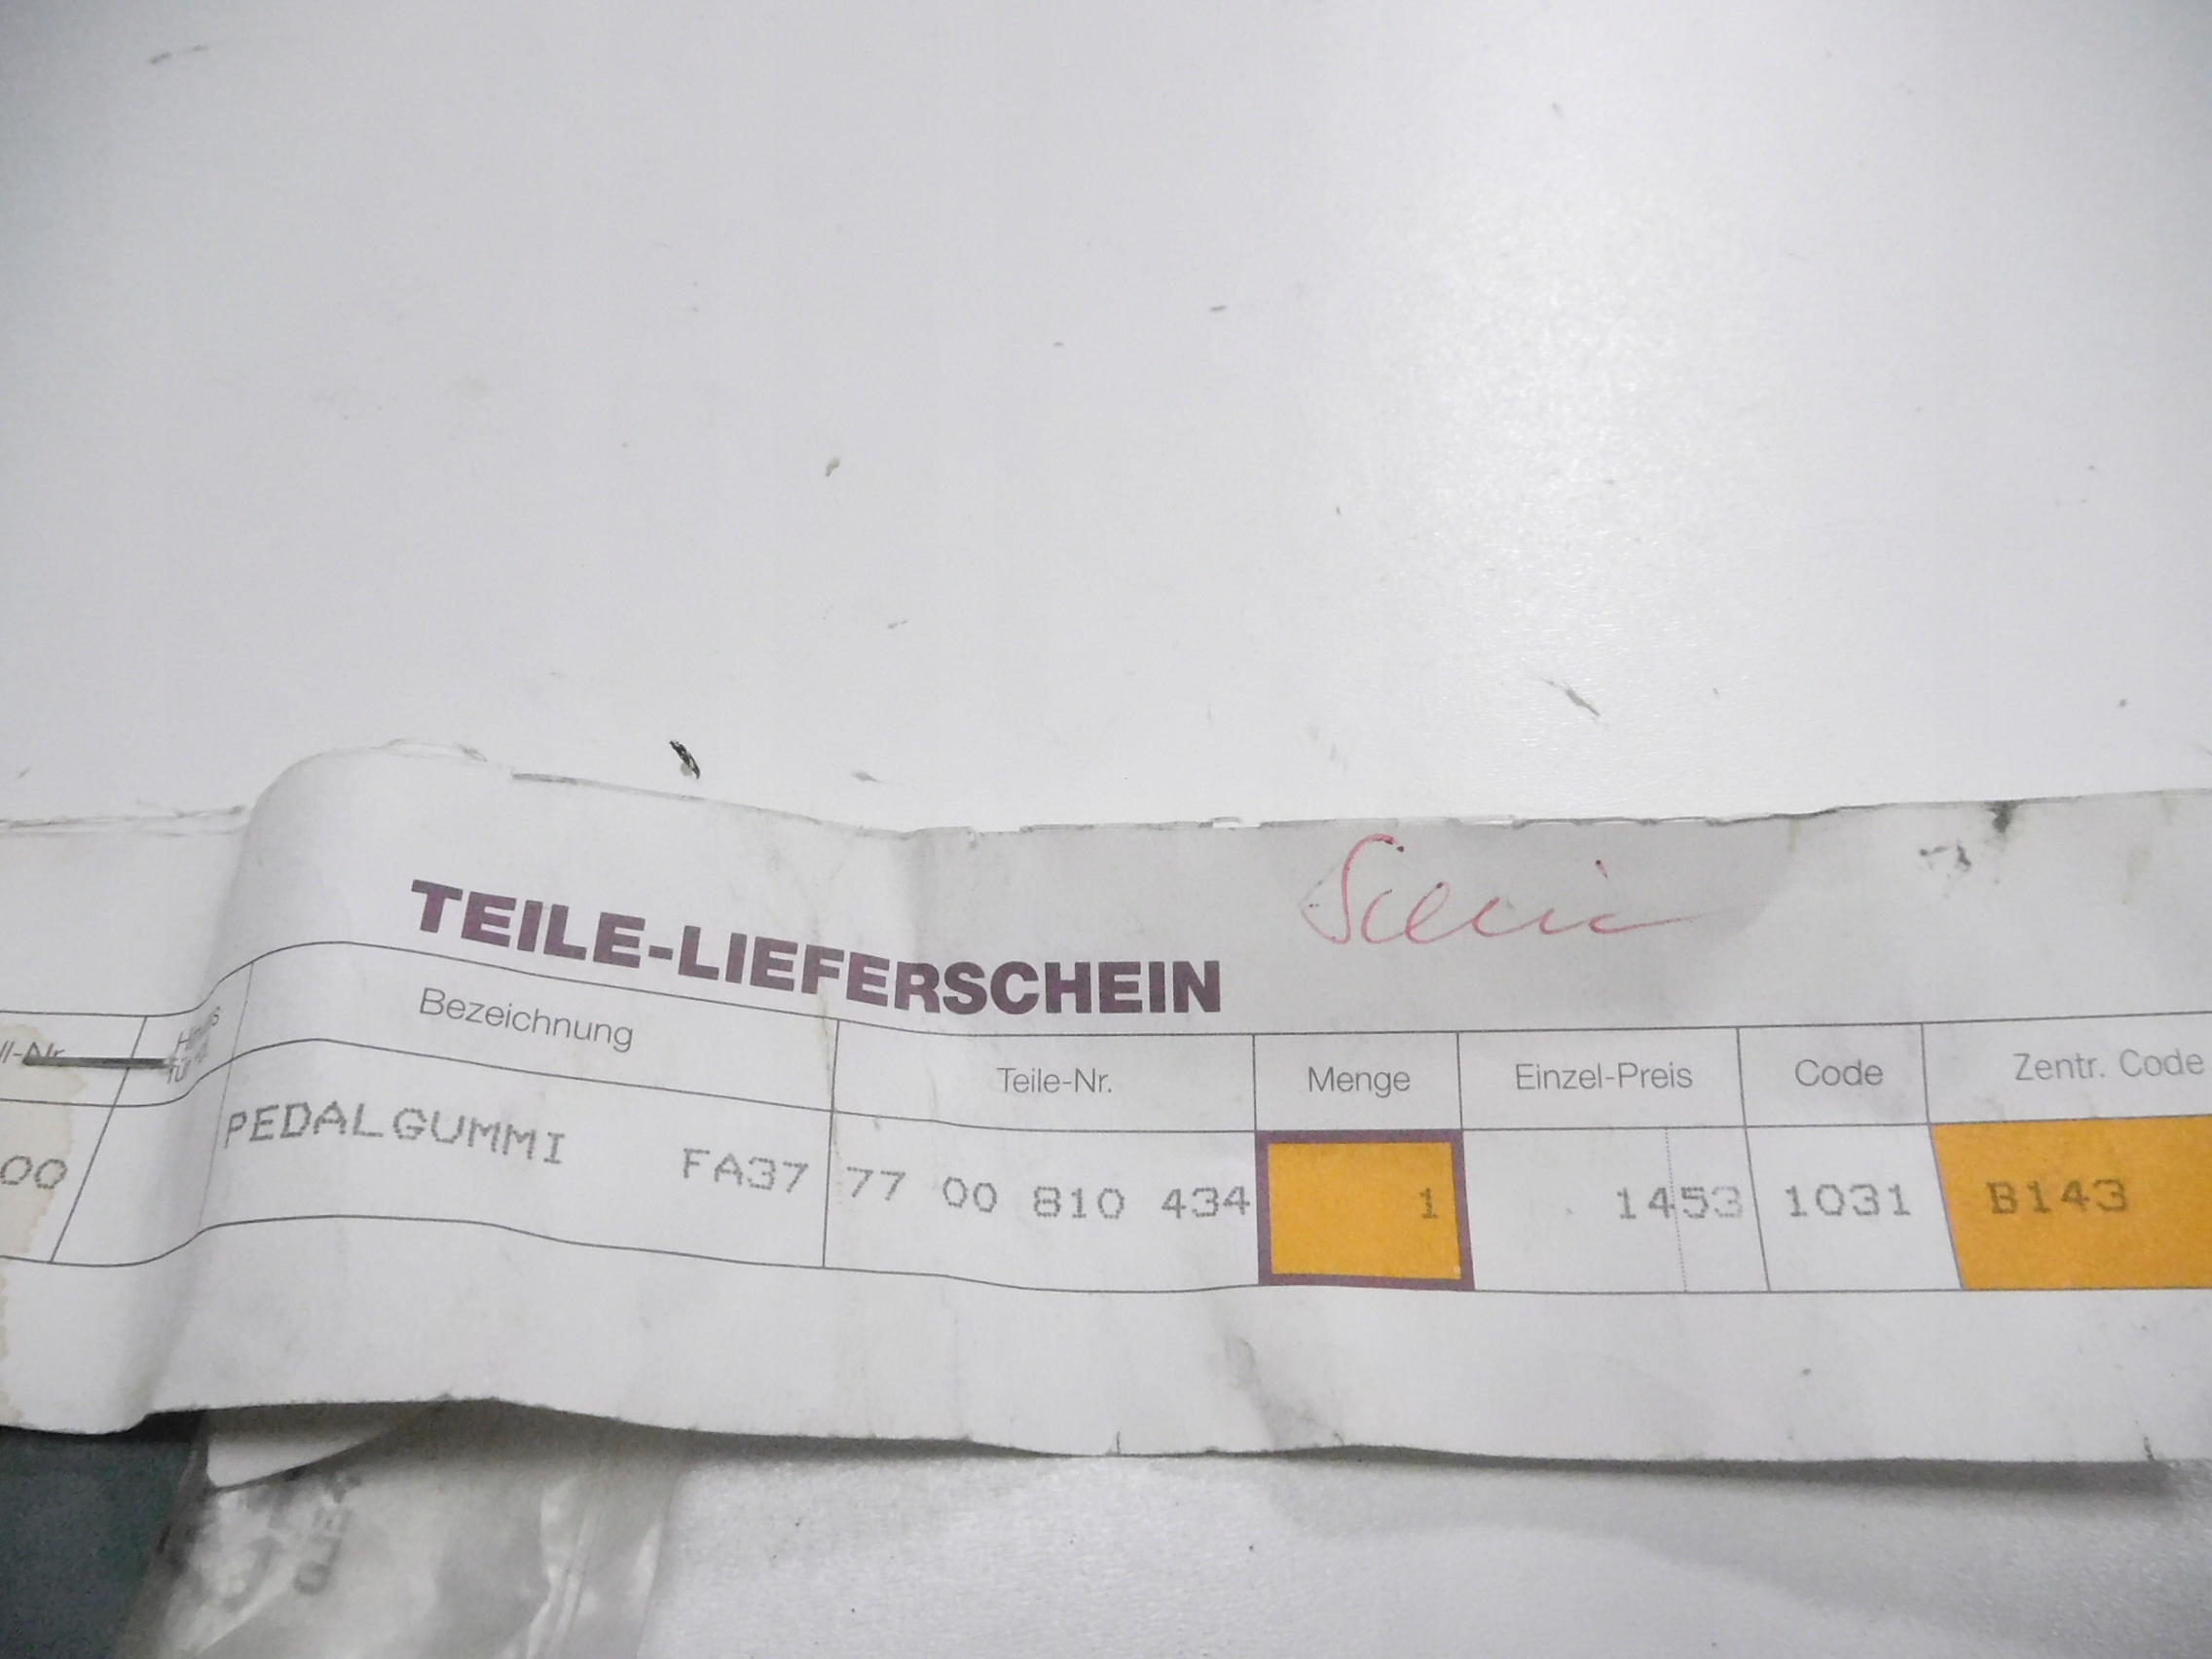 TEILE-LIEFERSCHEIN
Bezeichnung Teile-Nr. Menge Einzel-Preis Code Zentr. Code
00 PEDALGUMMI FA37 77 00 810 434 1 1453 1031 B143